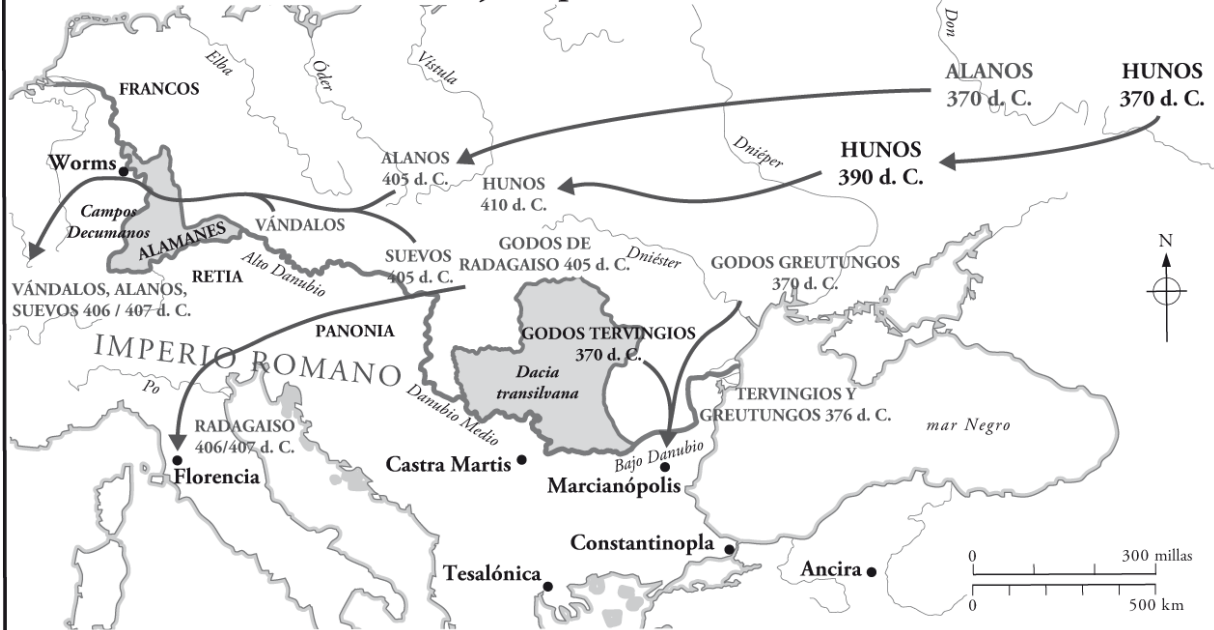 Don
Elba
Óder
Vístula
ALANOS
370 d. C.
HUNOS
370 d. C.
FRANCOS
Dniéper
HUNOS
390 d. C.
Worms
ALANOS
405 d. C.
HUNOS
410 d. C.
Campos
Decumanos
VÁNDALOS
ALAMANES
N
SUEVOS
405 d. C.
GODOS DE
RADAGAISO 405 d. C.
Dniéster
GODOS GREUTUNGOS
370 d. C.
RETIA
Alto Danubio
VÁNDALOS, ALANOS,
SUEVOS 406 / 407 d. C.
PANONIA
GODOS TERVINGIOS
370 d. C.
IMPERIO ROMANO
Dacia
transilvana
Po
Danubio Medio
TERVINGIOS Y
GREUTUNGOS 376 d. C.
mar Negro
RADAGAISO
406/407 d. C.
Florencia
Castra Martis
Bajo Danubio
Marcianópolis
Constantinopla
Tesalónica
Ancira
0 300 millas
0 500 km